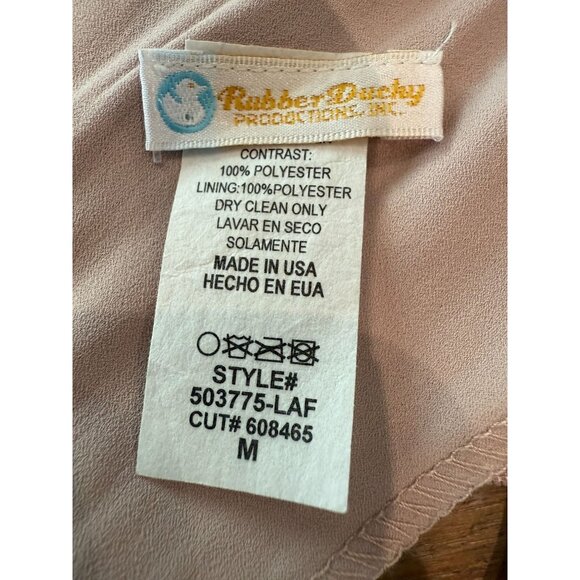 Rubber Ducky
PRODUCTIONS, INC.
CONTRAST:
100% POLYESTER
LINING:100%POLYESTER
DRY CLEAN ONLY
LAVAR EN SECO
SOLAMENTE
MADE IN USA
HECHO EN EUA
STYLE#
503775-LAF
CUT# 608465
M